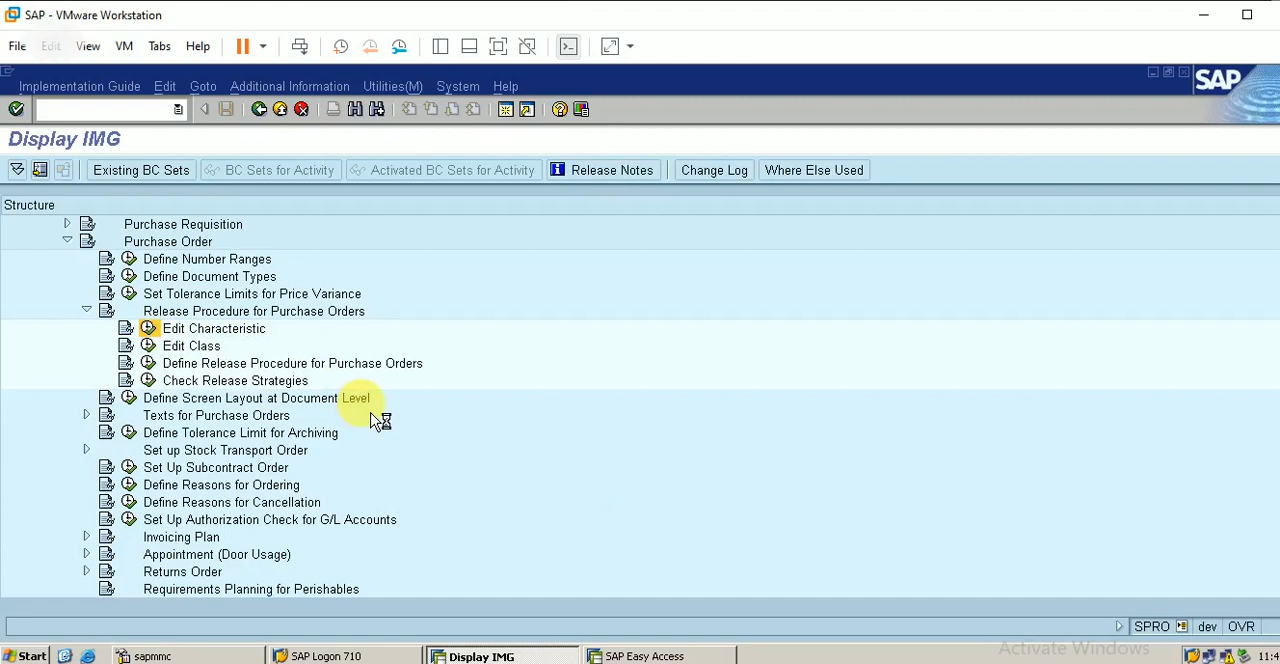 SAP - VMware Workstation
File Edit View VM Tabs Help
Implementation Guide Edit Goto Additional Information Utilities(M) System Help
SAP
Display IMG
Existing BC Sets BC Sets for Activity Activated BC Sets for Activity Release Notes Change Log Where Else Used
Structure
Purchase Requisition
Purchase Order
Define Number Ranges
Define Document Types
Set Tolerance Limits for Price Variance
Release Procedure for Purchase Orders
Edit Characteristic
Edit Class
Define Release Procedure for Purchase Orders
Check Release Strategies
Define Screen Layout at Document Level
Texts for Purchase Orders
Define Tolerance Limit for Archiving
Set up Stock Transport Order
Set Up Subcontract Order
Define Reasons for Ordering
Define Reasons for Cancellation
Set Up Authorization Check for G/L Accounts
Invoicing Plan
Appointment (Door Usage)
Returns Order
Requirements Planning for Perishables
SPRO dev OVR
Activate Windows
Start sapmmc SAP Logon 710 Display IMG SAP Easy Access 11:4